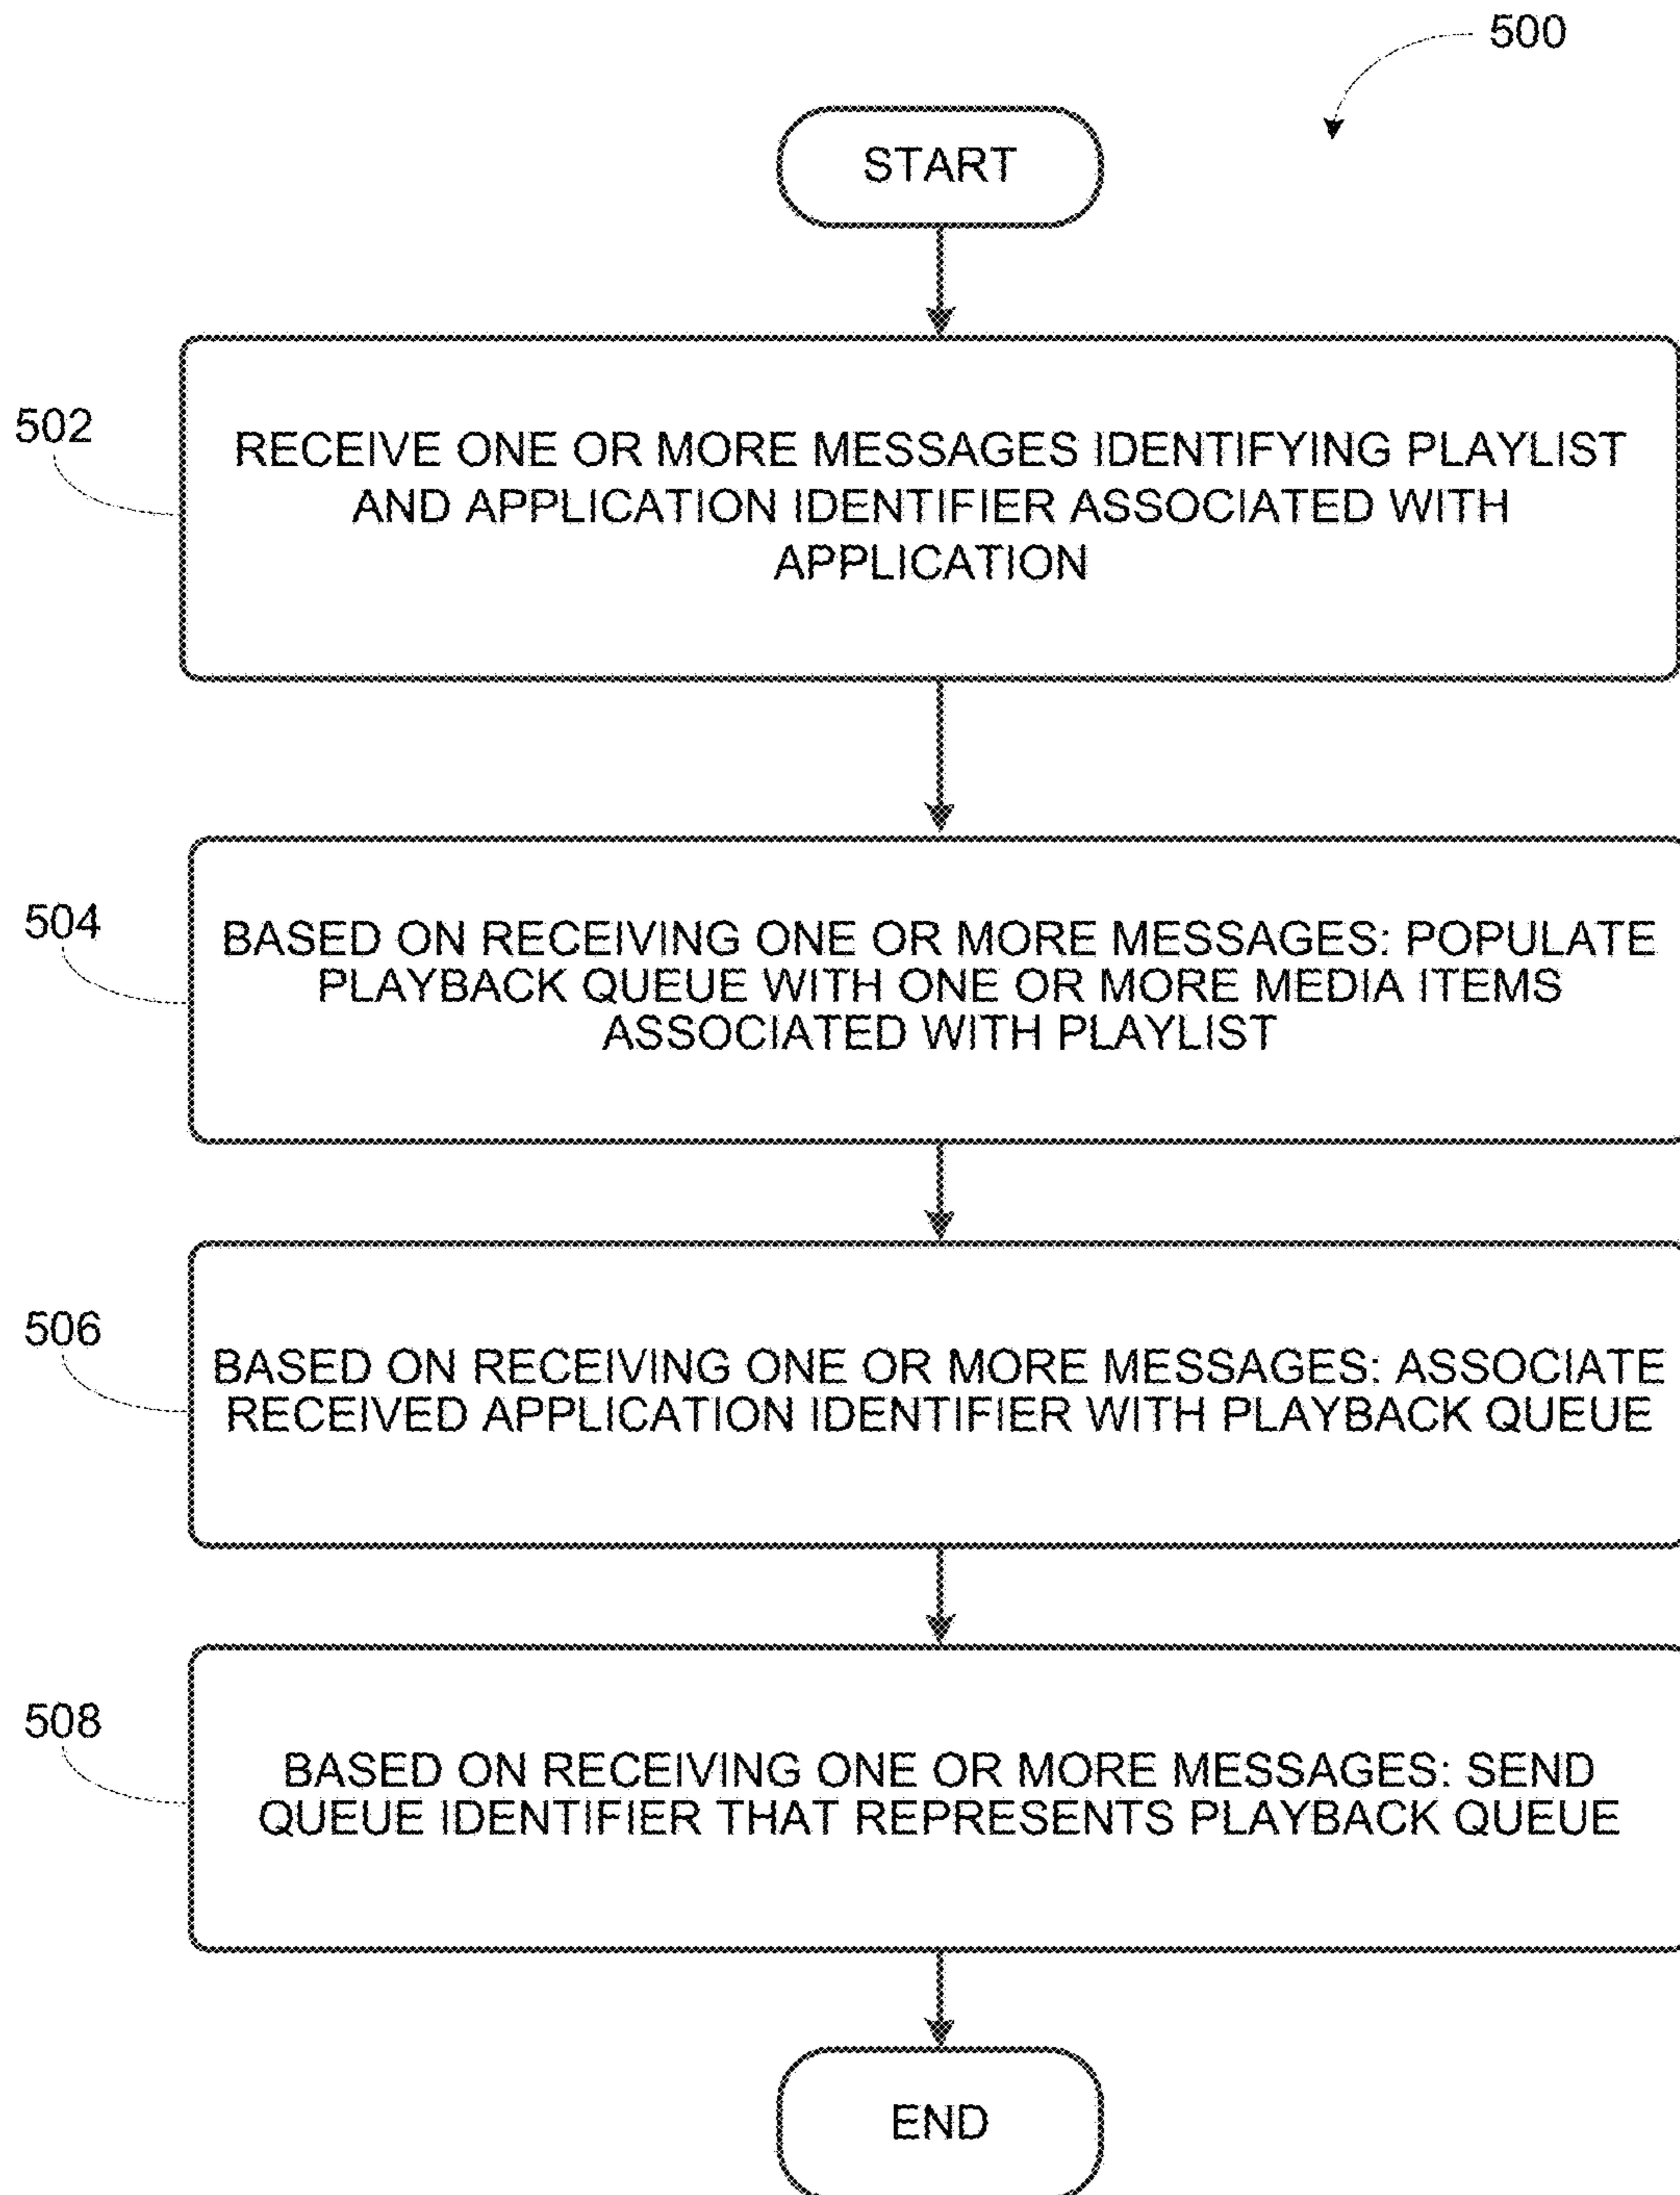 500
START
502
RECEIVE ONE OR MORE MESSAGES IDENTIFYING PLAYLIST
AND APPLICATION IDENTIFIER ASSOCIATED WITH
APPLICATION
504
BASED ON RECEIVING ONE OR MORE MESSAGES: POPULATE
PLAYBACK QUEUE WITH ONE OR MORE MEDIA ITEMS
ASSOCIATED WITH PLAYLIST
506
BASED ON RECEIVING ONE OR MORE MESSAGES: ASSOCIATE
RECEIVED APPLICATION IDENTIFIER WITH PLAYBACK QUEUE
508
BASED ON RECEIVING ONE OR MORE MESSAGES: SEND
QUEUE IDENTIFIER THAT REPRESENTS PLAYBACK QUEUE
END